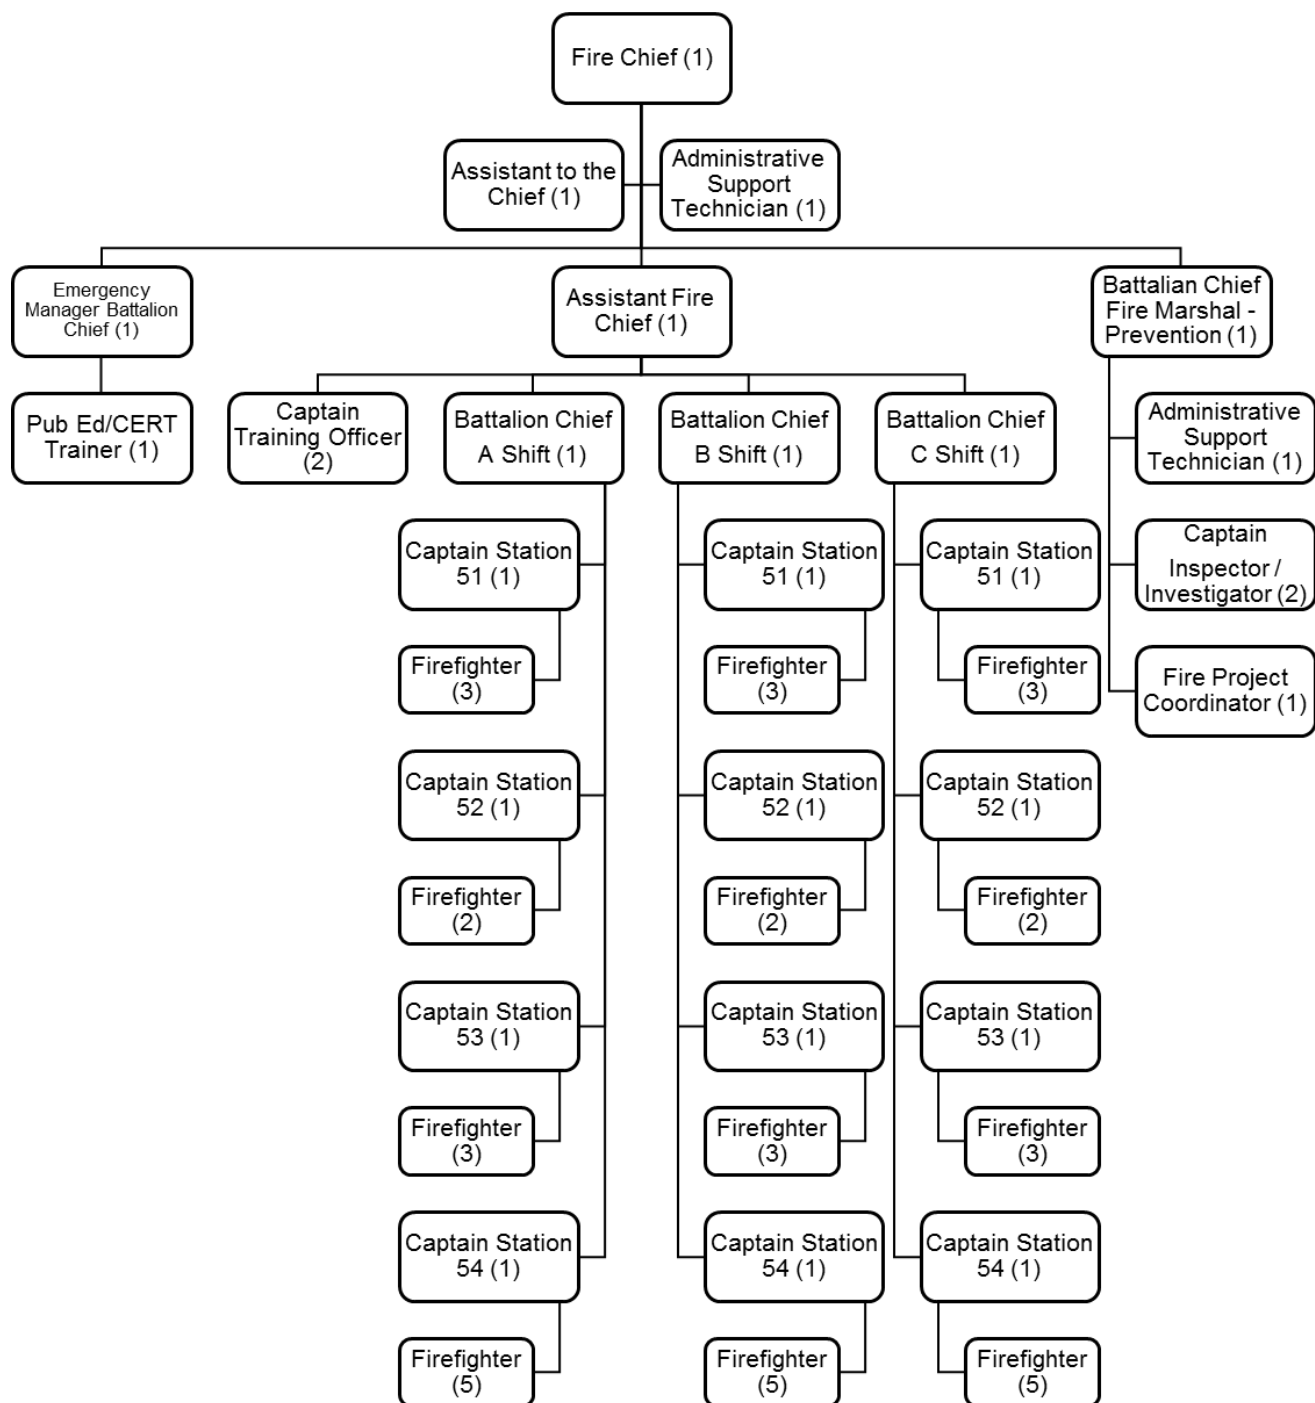 Fire Chief (1)
Assistant to the
Chief (1)
Administrative
Support
Technician (1)
Emergency
Manager Battalion
Chief (1)
Assistant Fire
Chief (1)
Battalian Chief
Fire Marshal -
Prevention (1)
Pub Ed/CERT
Trainer (1)
Captain
Training Officer
(2)
Battalion Chief
A Shift (1)
Battalion Chief
B Shift (1)
Battalion Chief
C Shift (1)
Administrative
Support
Technician (1)
Captain Station
51 (1)
Captain Station
51 (1)
Captain Station
51 (1)
Captain
Inspector /
Investigator (2)
Firefighter
(3)
Firefighter
(3)
Firefighter
(3)
Fire Project
Coordinator (1)
Captain Station
52 (1)
Captain Station
52 (1)
Captain Station
52 (1)
Firefighter
(2)
Firefighter
(2)
Firefighter
(2)
Captain Station
53 (1)
Captain Station
53 (1)
Captain Station
53 (1)
Firefighter
(3)
Firefighter
(3)
Firefighter
(3)
Captain Station
54 (1)
Captain Station
54 (1)
Captain Station
54 (1)
Firefighter
(5)
Firefighter
(5)
Firefighter
(5)